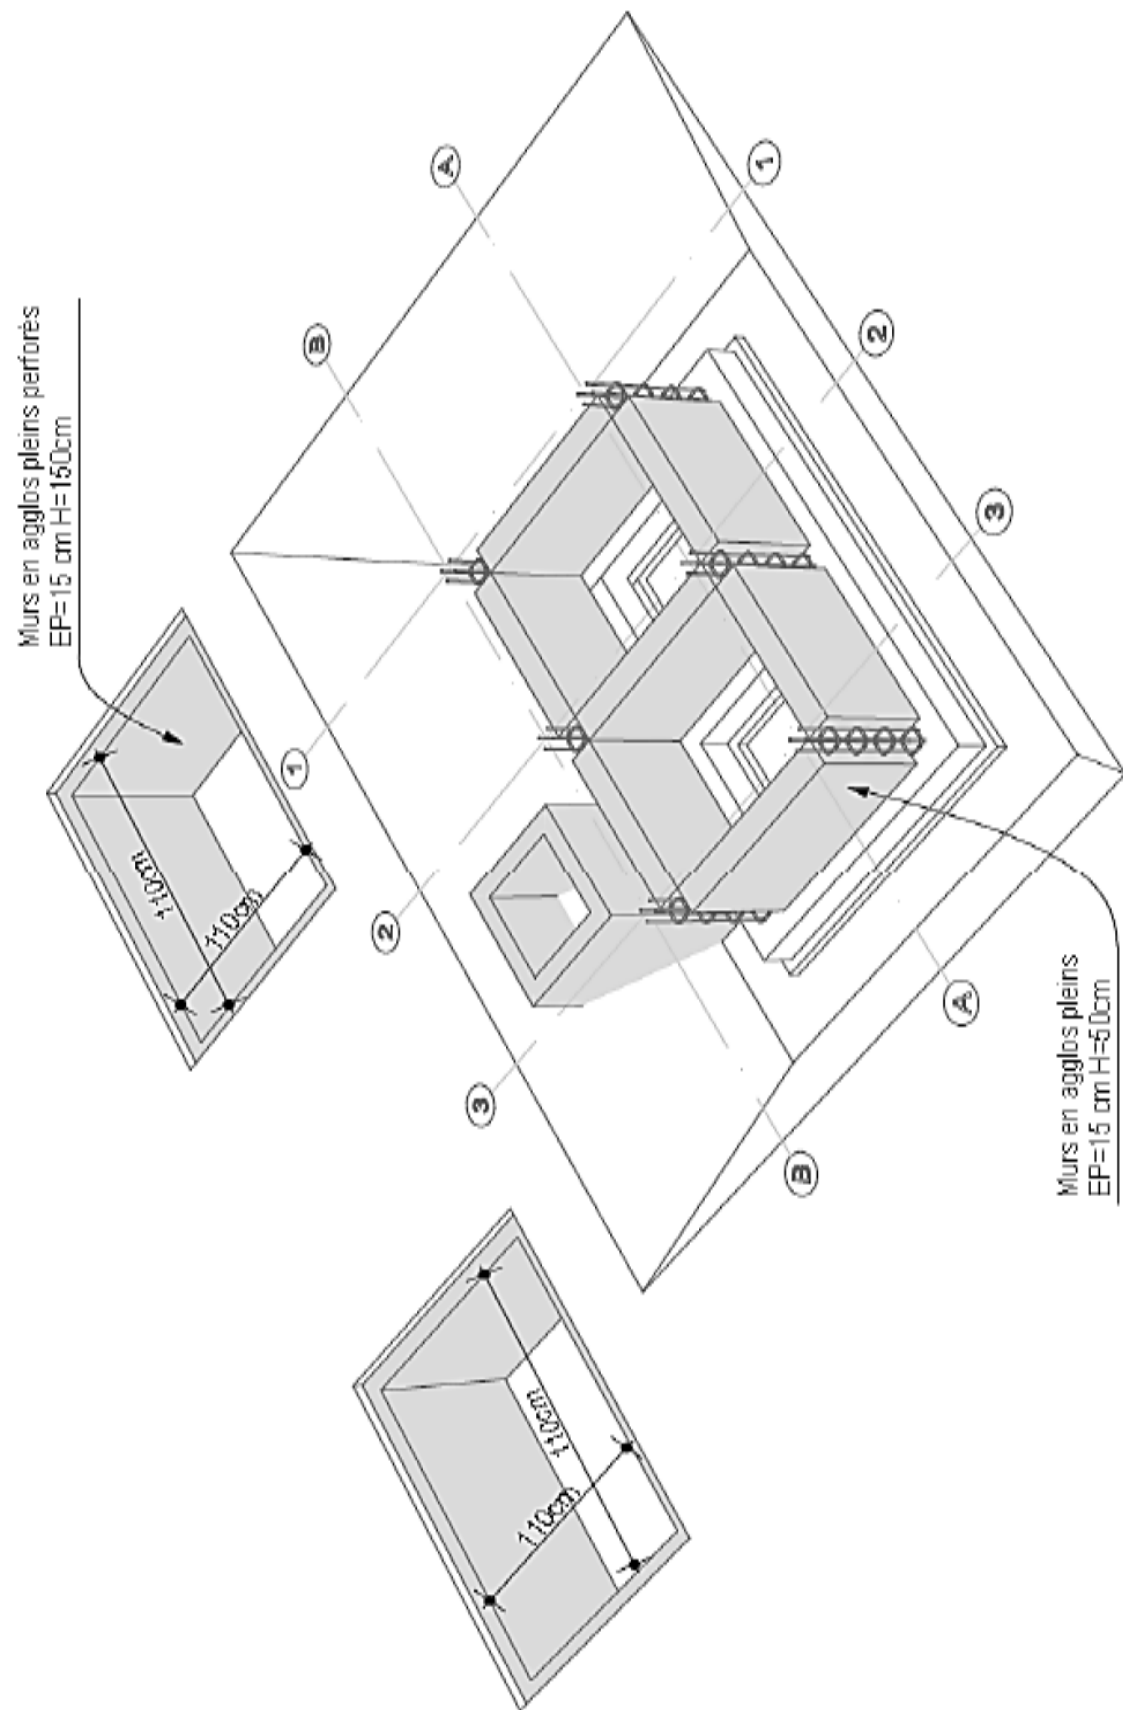 Murs en agglos pleins perforés
EP=15 cm H=150cm
A
1
B
2
3
1
110cm
110cm
2
3
A
B
Murs en agglos pleins
EP=15 cm H=50cm
110cm
110cm